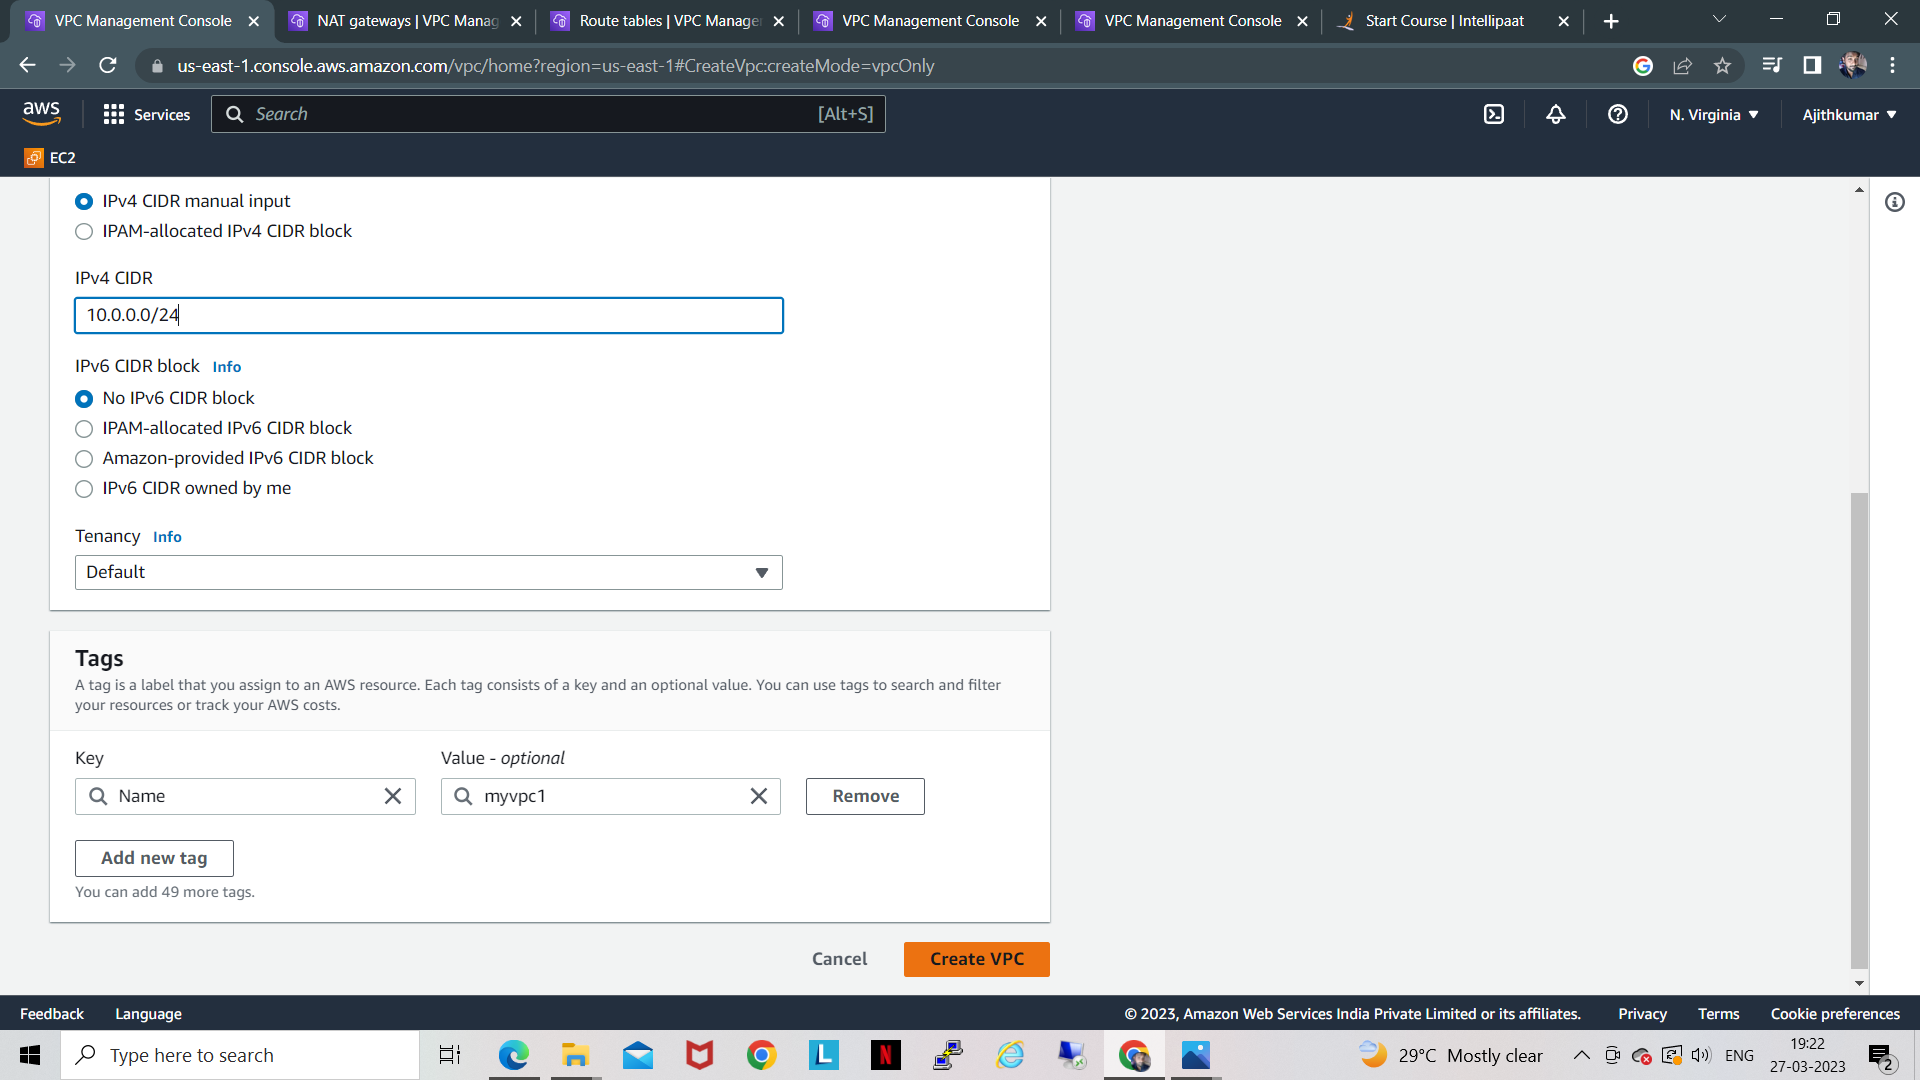 VPC Management Console
NAT gateways | VPC Manag
Route tables | VPC Manage
VPC Management Console
VPC Management Console
Start Course | Intellipaat
us-east-1.console.aws.amazon.com/vpc/home?region=us-east-1#CreateVpc:createMode=vpcOnly
aws
Services
Search
[Alt+S]
N. Virginia
Ajithkumar
EC2
IPv4 CIDR manual input
IPAM-allocated IPv4 CIDR block
IPv4 CIDR
10.0.0.0/24
IPv6 CIDR block Info
No IPv6 CIDR block
IPAM-allocated IPv6 CIDR block
Amazon-provided IPv6 CIDR block
IPv6 CIDR owned by me
Tenancy Info
Default
Tags
A tag is a label that you assign to an AWS resource. Each tag consists of a key and an optional value. You can use tags to search and filter
your resources or track your AWS costs.
Key
Value - optional
Name
myvpc1
Remove
Add new tag
You can add 49 more tags.
Cancel
Create VPC
Feedback
Language
© 2023, Amazon Web Services India Private Limited or its affiliates.
Privacy
Terms
Cookie preferences
Type here to search
L
N
29°C Mostly clear
ENG
19:22
27-03-2023
2